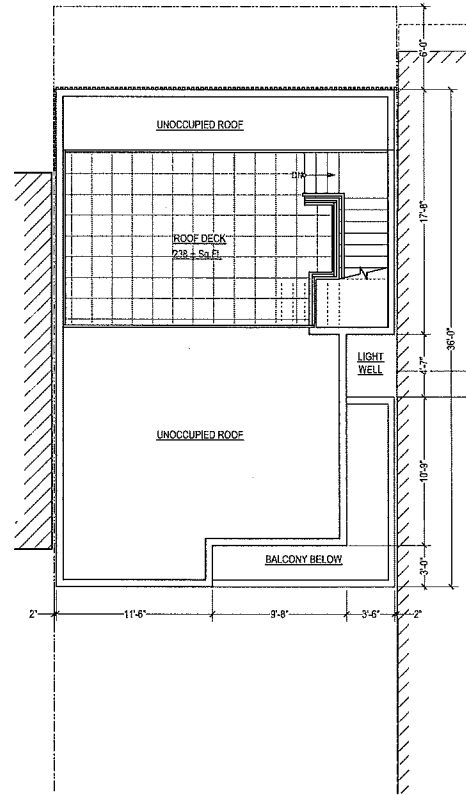 6'-0"
UNOCCUPIED ROOF
DN
ROOF DECK
238 - Sq.Ft.
17'-8"
36'-0"
LIGHT
WELL
4'-7"
UNOCCUPIED ROOF
10'-9"
BALCONY BELOW
3'-0"
2"
11'-6"
9'-8"
3'-6"
2"